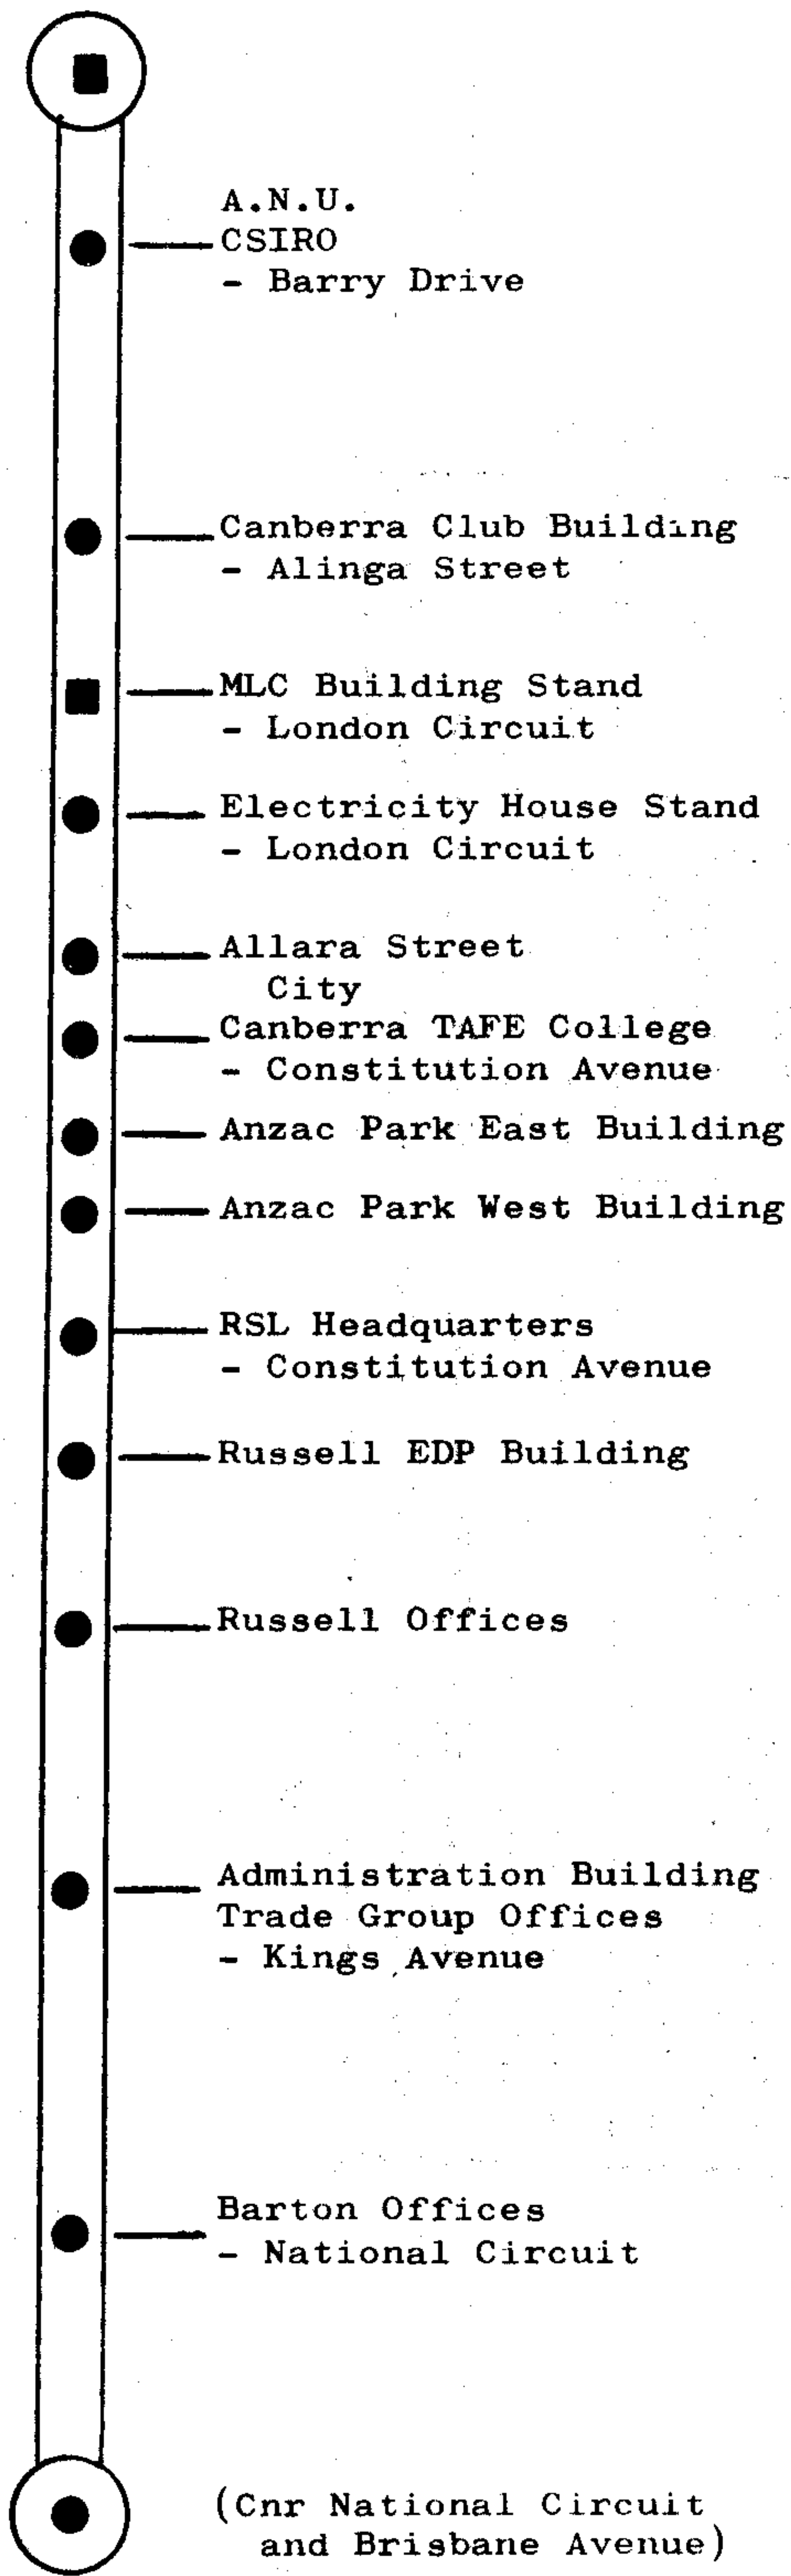 A.N.U.
CSIRO
- Barry Drive
Canberra Club Building
- Alinga Street
MLC Building Stand
- London Circuit
Electricity House Stand
- London Circuit
Allara Street
City
Canberra TAFE College
- Constitution Avenue
Anzac Park East Building
Anzac Park West Building
RSL Headquarters
- Constitution Avenue
Russell EDP Building
Russell Offices
Administration Building
Trade Group Offices
- Kings Avenue
Barton Offices
- National Circuit
(Cnr National Circuit
and Brisbane Avenue)